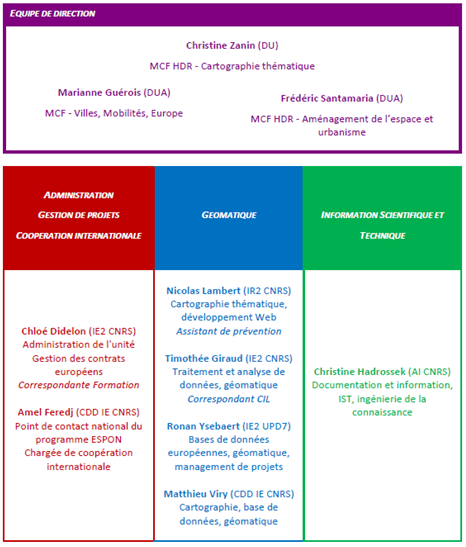 EQUIPE DE DIRECTION
Christine Zanin (DU)
MCF HDR - Cartographie thématique
Marianne Guérois (DUA)
MCF - Villes, Mobilités, Europe
Frédéric Santamaria (DUA)
MCF HDR - Aménagement de l'espace et
urbanisme
ADMINISTRATION
GESTION DE PROJETS
COOPERATION INTERNATIONALE
Chloé Didelon (IE2 CNRS)
Administration de l'unité
Gestion des contrats
européens
Correspondante Formation
Amel Feredj (CDD IE CNRS)
Point de contact national du
programme ESPON
Chargée de coopération
internationale
GEOMATIQUE
Nicolas Lambert (IR2 CNRS)
Cartographie thématique,
développement Web
Assistant de prévention
Timothée Giraud (IE2 CNRS)
Traitement et analyse de
données, géomatique
Correspondant CIL
Ronan Ysebaert (IE2 UPD7)
Bases de données
européennes, géomatique,
management de projets
Matthieu Viry (CDD IE CNRS)
Cartographie, base de
données, géomatique
INFORMATION SCIENTIFIQUE ET
TECHNIQUE
Christine Hadrossek (AI CNRS)
Documentation et information,
IST, ingénierie de la
connaissance